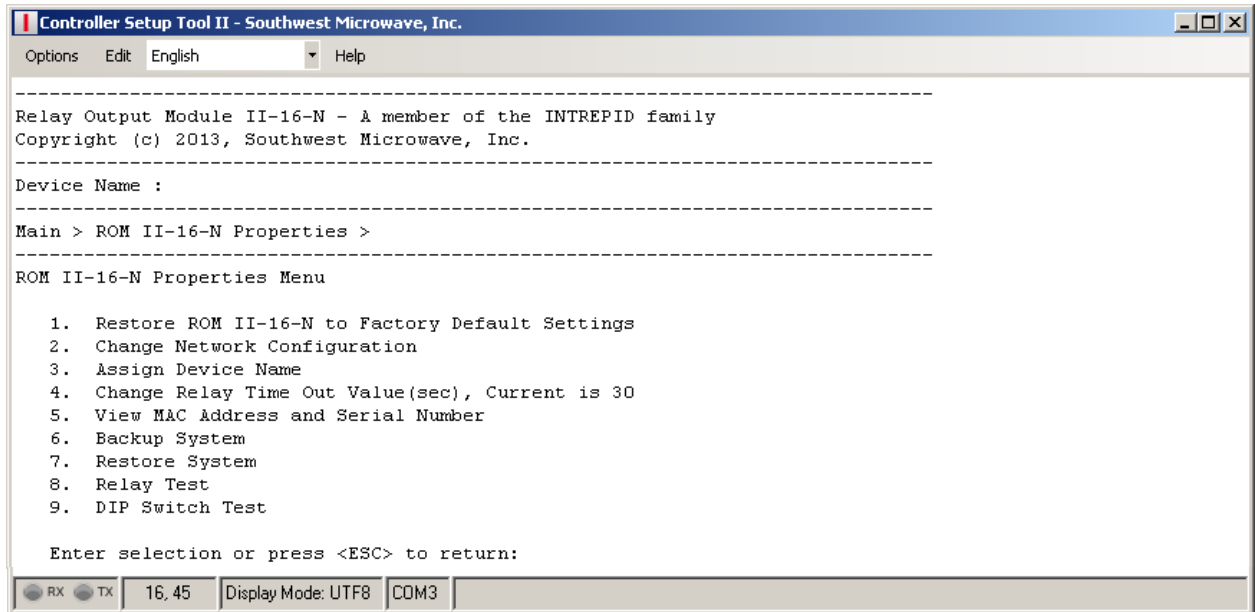 Controller Setup Tool II - Southwest Microwave, Inc.
Options Edit English Help
--------------------------------------------------------------------------------
Relay Output Module II-16-N - A member of the INTREPID family
Copyright (c) 2013, Southwest Microwave, Inc.
--------------------------------------------------------------------------------
Device Name :
--------------------------------------------------------------------------------
Main > ROM II-16-N Properties >
--------------------------------------------------------------------------------
ROM II-16-N Properties Menu
1. Restore ROM II-16-N to Factory Default Settings
2. Change Network Configuration
3. Assign Device Name
4. Change Relay Time Out Value(sec), Current is 30
5. View MAC Address and Serial Number
6. Backup System
7. Restore System
8. Relay Test
9. DIP Switch Test
Enter selection or press <ESC> to return:
RX TX 16, 45 Display Mode: UTF8 COM3